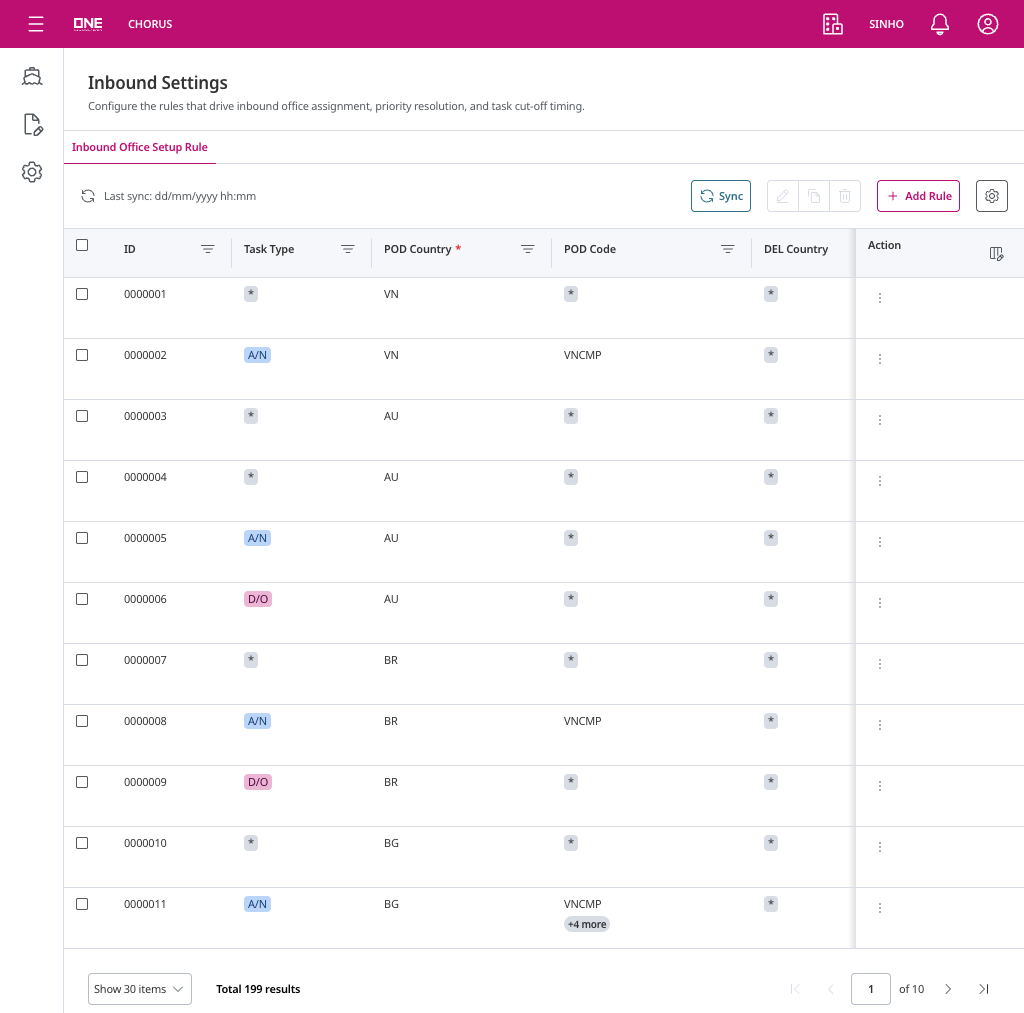 ONE CHORUS SINHO
Inbound Settings
Configure the rules that drive inbound office assignment, priority resolution, and task cut-off timing.
Inbound Office Setup Rule
Last sync: dd/mm/yyyy hh:mm Sync + Add Rule
ID Task Type POD Country * POD Code DEL Country Action
0000001 * VN * *
0000002 A/N VN VNCMP *
0000003 * AU * *
0000004 * AU * *
0000005 A/N AU * *
0000006 D/O AU * *
0000007 * BR * *
0000008 A/N BR VNCMP *
0000009 D/O BR * *
0000010 * BG * *
0000011 A/N BG VNCMP *
+4 more
Show 30 items Total 199 results 1 of 10